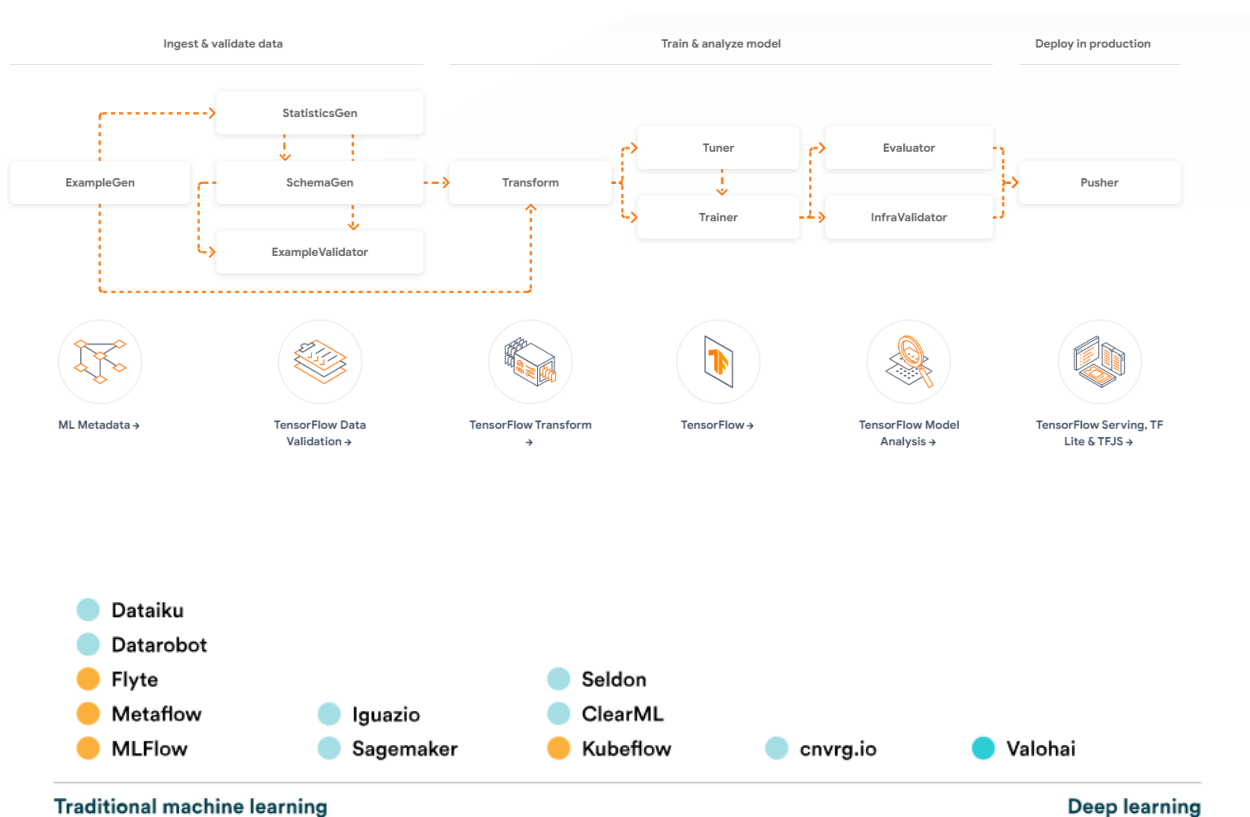 Ingest & validate data
Train & analyze model
Deploy in production
StatisticsGen
Tuner
Evaluator
ExampleGen
SchemaGen
Transform
Pusher
Trainer
InfraValidator
ExampleValidator
ML Metadata →
TensorFlow Data
Validation →
TensorFlow Transform
→
TensorFlow →
TensorFlow Model
Analysis →
TensorFlow Serving, TF
Lite & TFJS →
Dataiku
Datarobot
Flyte
Metaflow
MLFlow
Iguazio
Sagemaker
Seldon
ClearML
Kubeflow
cnvrg.io
Valohai
Traditional machine learning
Deep learning